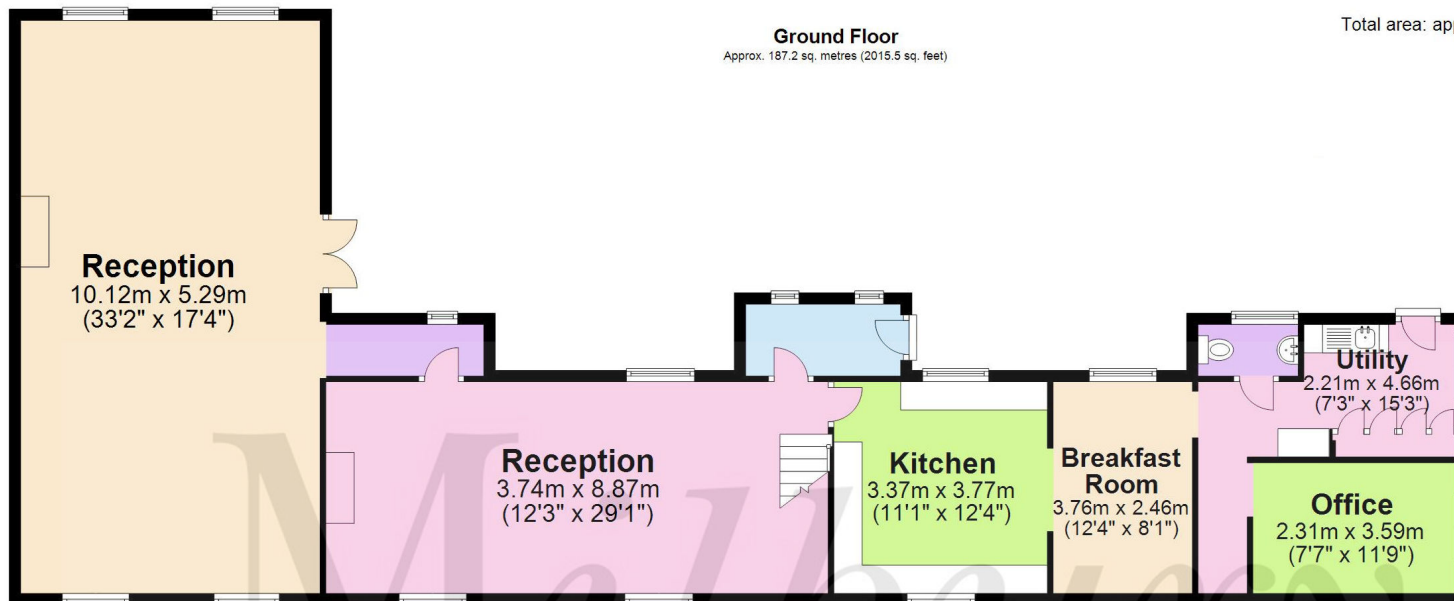 Ground Floor
Approx. 187.2 sq. metres (2015.5 sq. feet)
Total area: app
Reception
10.12m x 5.29m
(33'2" x 17'4")
Reception
3.74m x 8.87m
(12'3" x 29'1")
Kitchen
3.37m x 3.77m
(11'1" x 12'4")
Breakfast
Room
3.76m x 2.46m
(12'4" x 8'1")
Utility
2.21m x 4.66m
(7'3" x 15'3")
Office
2.31m x 3.59m
(7'7" x 11'9")